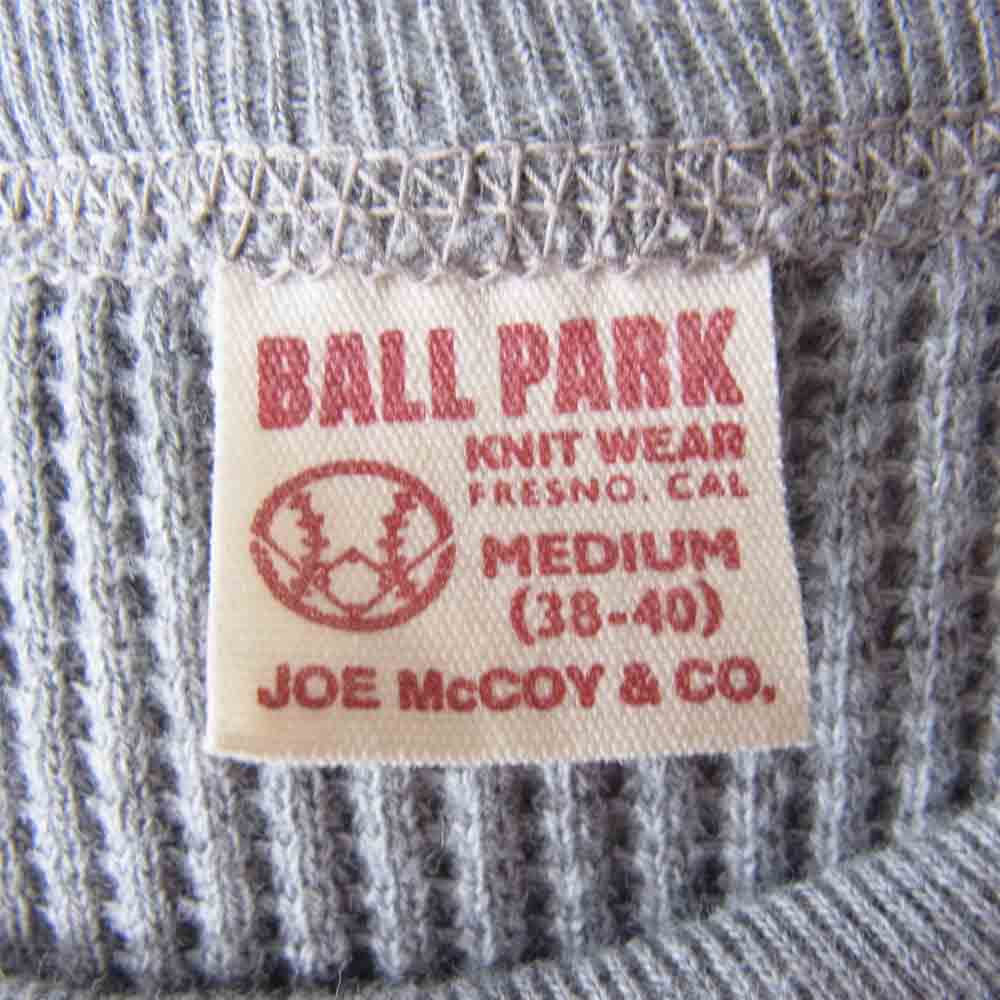 BALL PARK
KNIT WEAR
FRESNO. CAL
MEDIUM
(38-40)
JOE McCOY & CO.